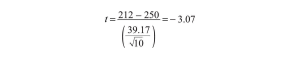 t = 212 − 250 / (39.17 / √10) = − 3.07